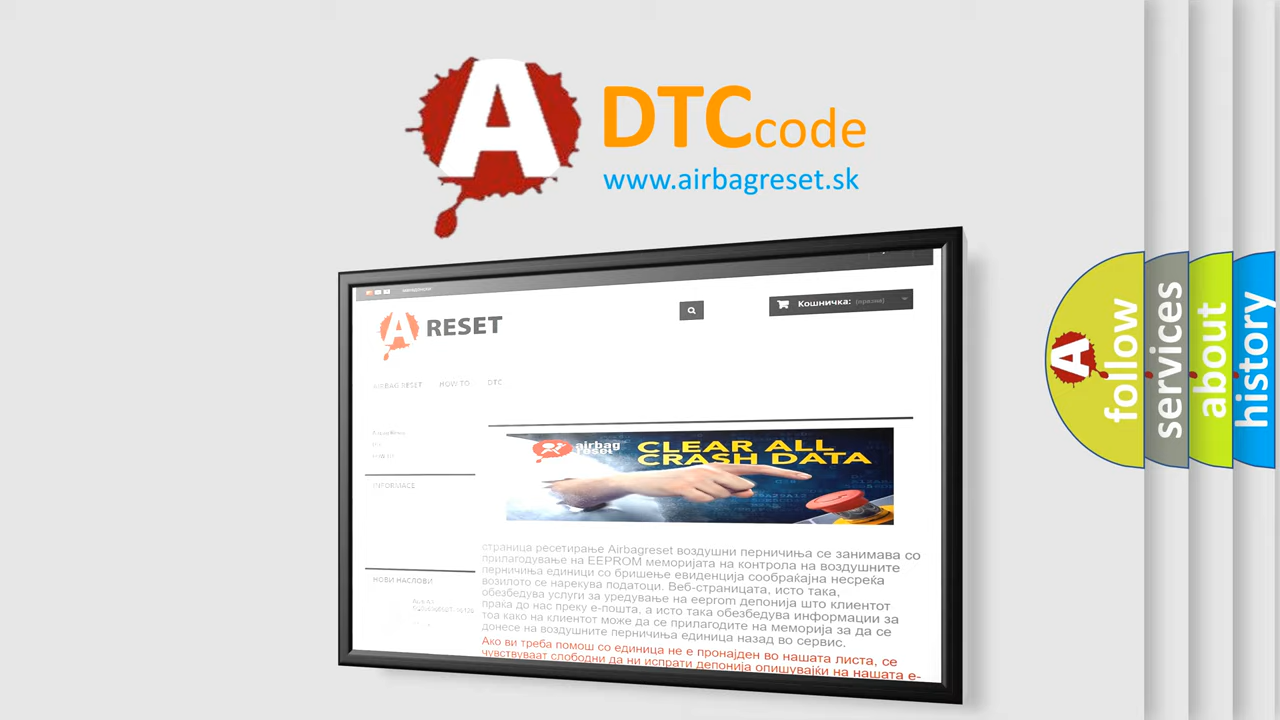 A
DTC code
www.airbagreset.sk
A RESET
Кошничка: (празни)
AIRBAG RESET HOW TO DTC
INFORMACE
НОВИ НАСЛОВИ
airbag
reset
CLEAR ALL
CRASH DATA
страница ресетирање Airbagreset воздушни перничиња се занимава со
прилагодување на EEPROM меморијата на контрола на воздушните
перничиња единици со бришење евиденција сообраќајна несреќа
возилото се нарекува податоци. Веб-страницата, исто така,
обезбедува услуги за уредување на eeprom депонија што клиентот
праќа до нас преку е-пошта, а исто така обезбедува информации за
тоа како на клиентот може да се прилагодите на меморија за да се
донесе на воздушните перничиња единица назад во сервис.
Ако ви треба помош со единица не е пронајден во нашата листа, се
чувствуваат слободни да ни испрати депонија опишувајќи на нашата е-
A
follow
services
about
history